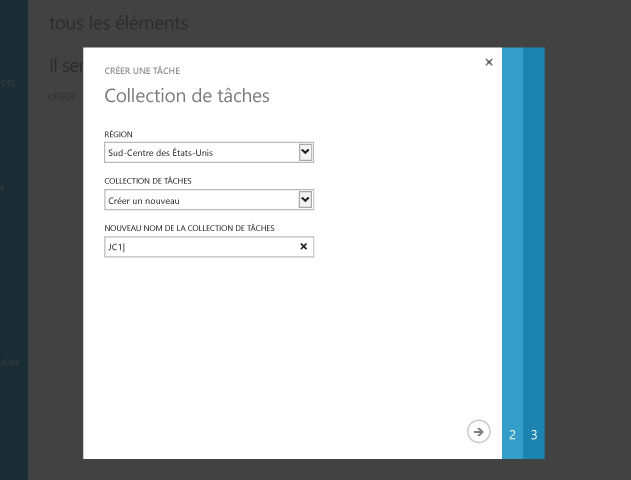 tous les éléments
Il ser
DES
CRÉER
CRÉER UNE TÂCHE
Collection de tâches
RÉGION
Sud-Centre des États-Unis
COLLECTION DE TÂCHES
Créer un nouveau
NOUVEAU NOM DE LA COLLECTION DE TÂCHES
JC1
IGNE
2 3